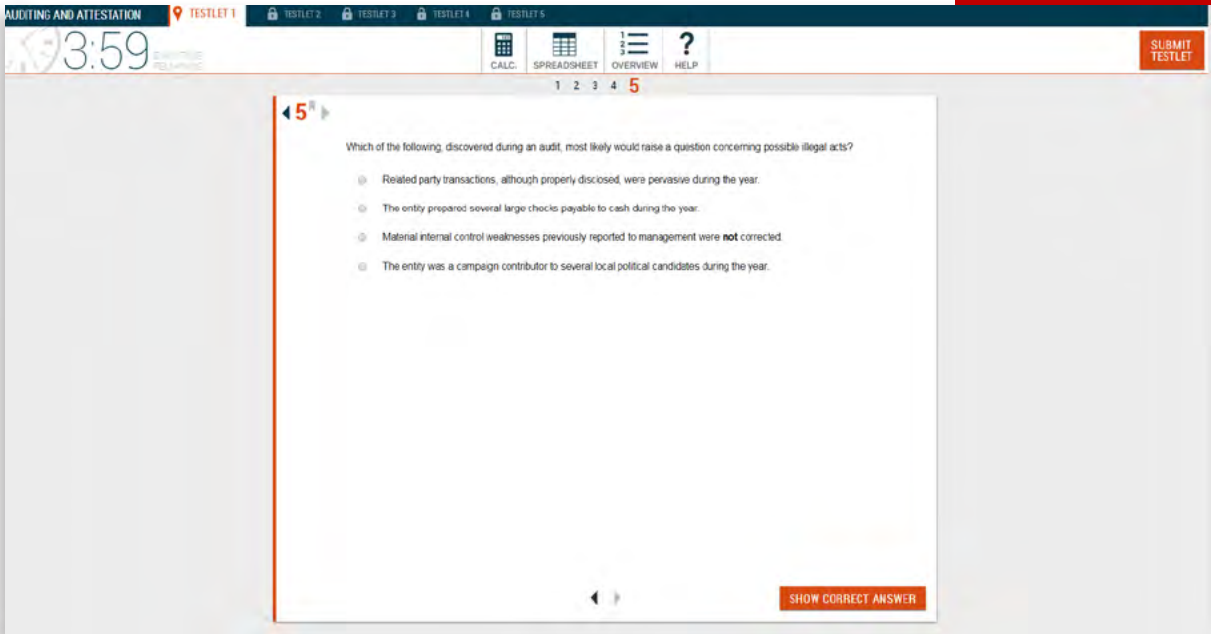 AUDITING AND ATTESTATION
TESTLET 1
TESTLET 2
TESTLET 3
TESTLET 4
TESTLET 5
3:59
CALC.
SPREADSHEET
OVERVIEW
HELP
SUBMIT
TESTLET
1 2 3 4 5
5 R
Which of the following, discovered during an audit, most likely would raise a question concerning possible illegal acts?
Related party transactions, although properly disclosed, were pervasive during the year.
The entity prepared several large checks payable to cash during the year.
Material internal control weaknesses previously reported to management were not corrected.
The entity was a campaign contributor to several local political candidates during the year.
SHOW CORRECT ANSWER